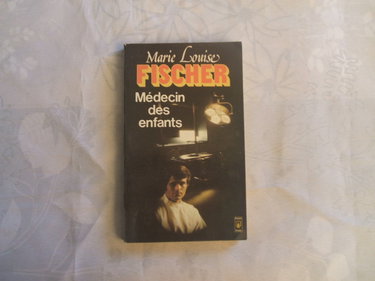 Marie Louise
FISCHER
Médecin
des
enfants